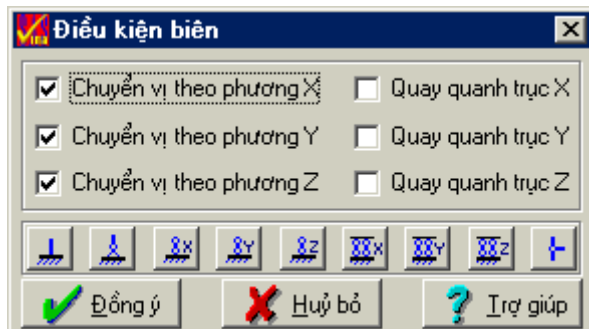 Điều kiện biên
Chuyển vị theo phương X Quay quanh trục X
Chuyển vị theo phương Y Quay quanh trục Y
Chuyển vị theo phương Z Quay quanh trục Z
X Y Z X Y Z
Đồng ý Huỷ bỏ Trợ giúp